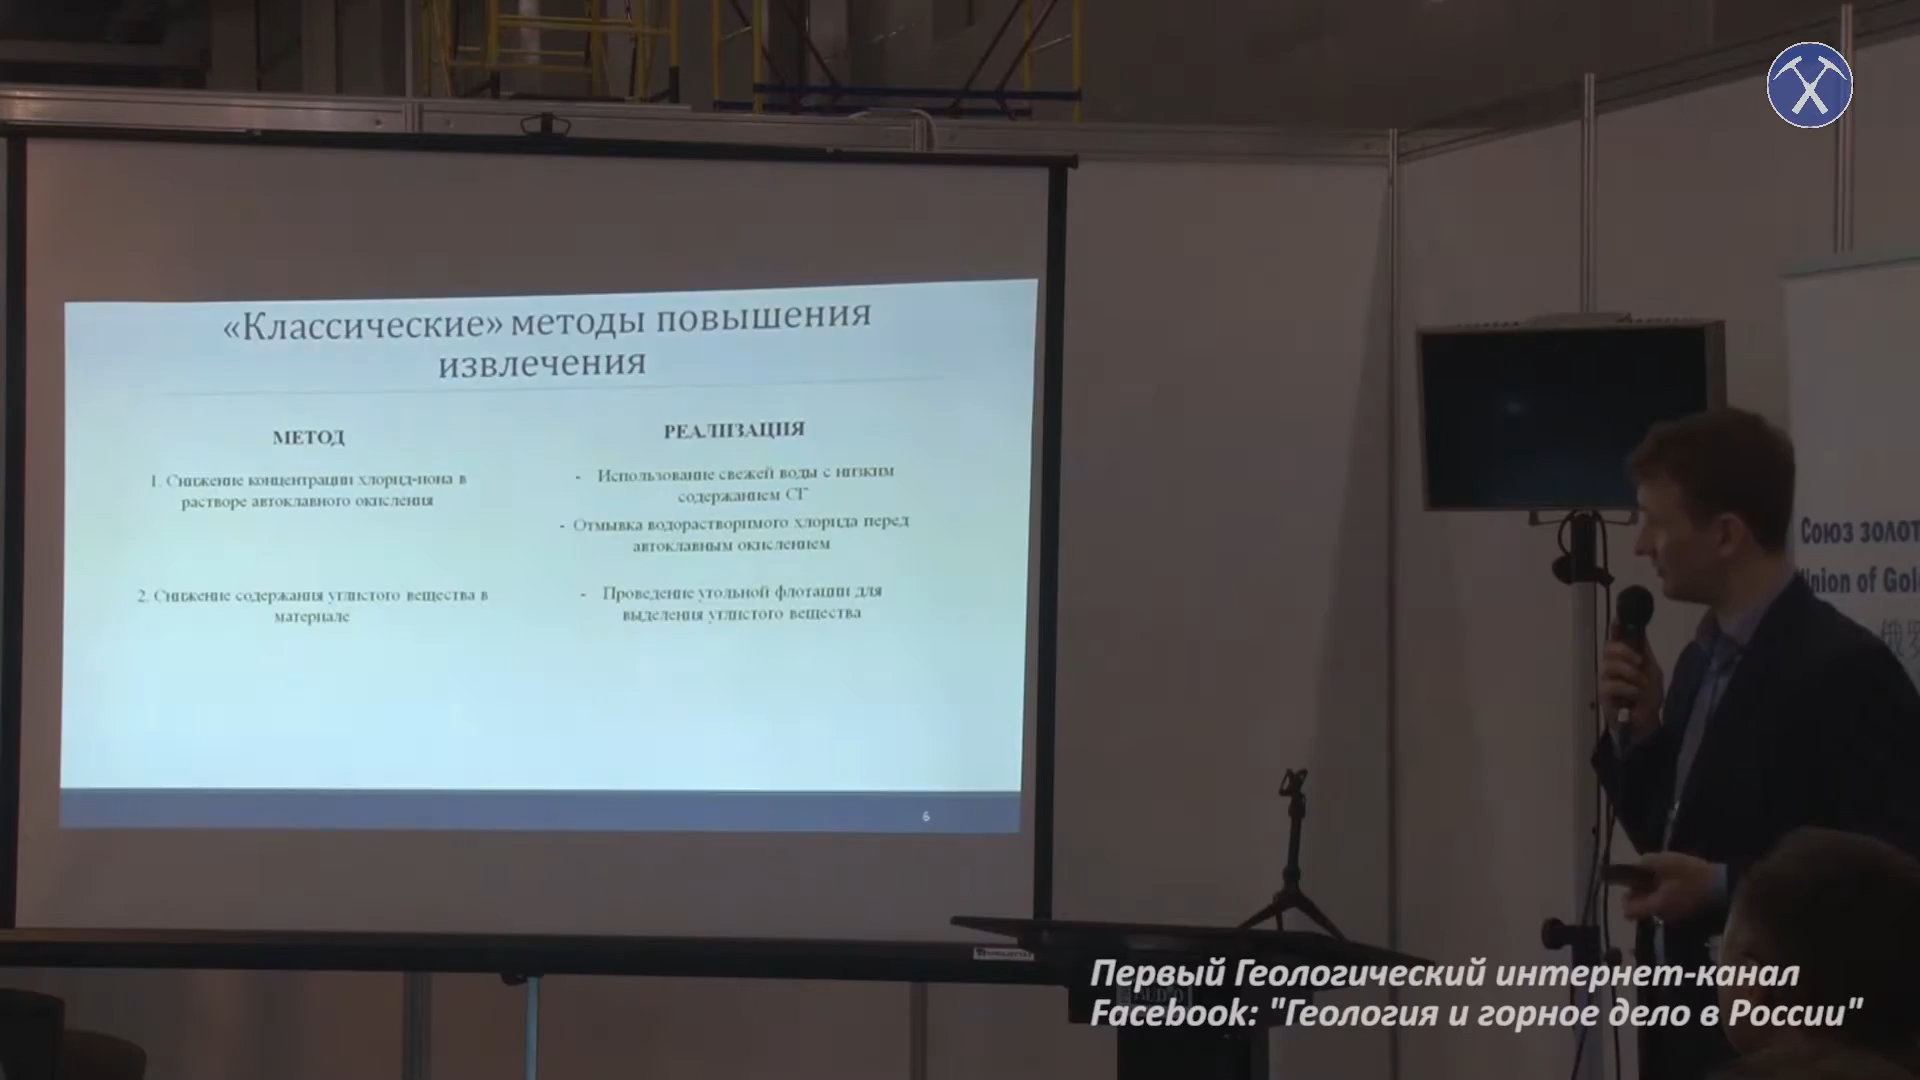 «Классические» методы повышения
извлечения
МЕТОД
РЕАЛИЗАЦИЯ
1. Снижение концентрации хлорид-иона в
растворе автоклавного окисления
- Использование свежей воды с низким
содержанием Cl⁻
- Отмывка водорастворимого хлорида перед
автоклавным окислением
2. Снижение содержания углистого вещества в
материале
- Проведение угольной флотации для
выделения углистого вещества
6
Союз золот
Union of Gol
俄罗
Первый Геологический интернет-канал
Facebook: "Геология и горное дело в России"